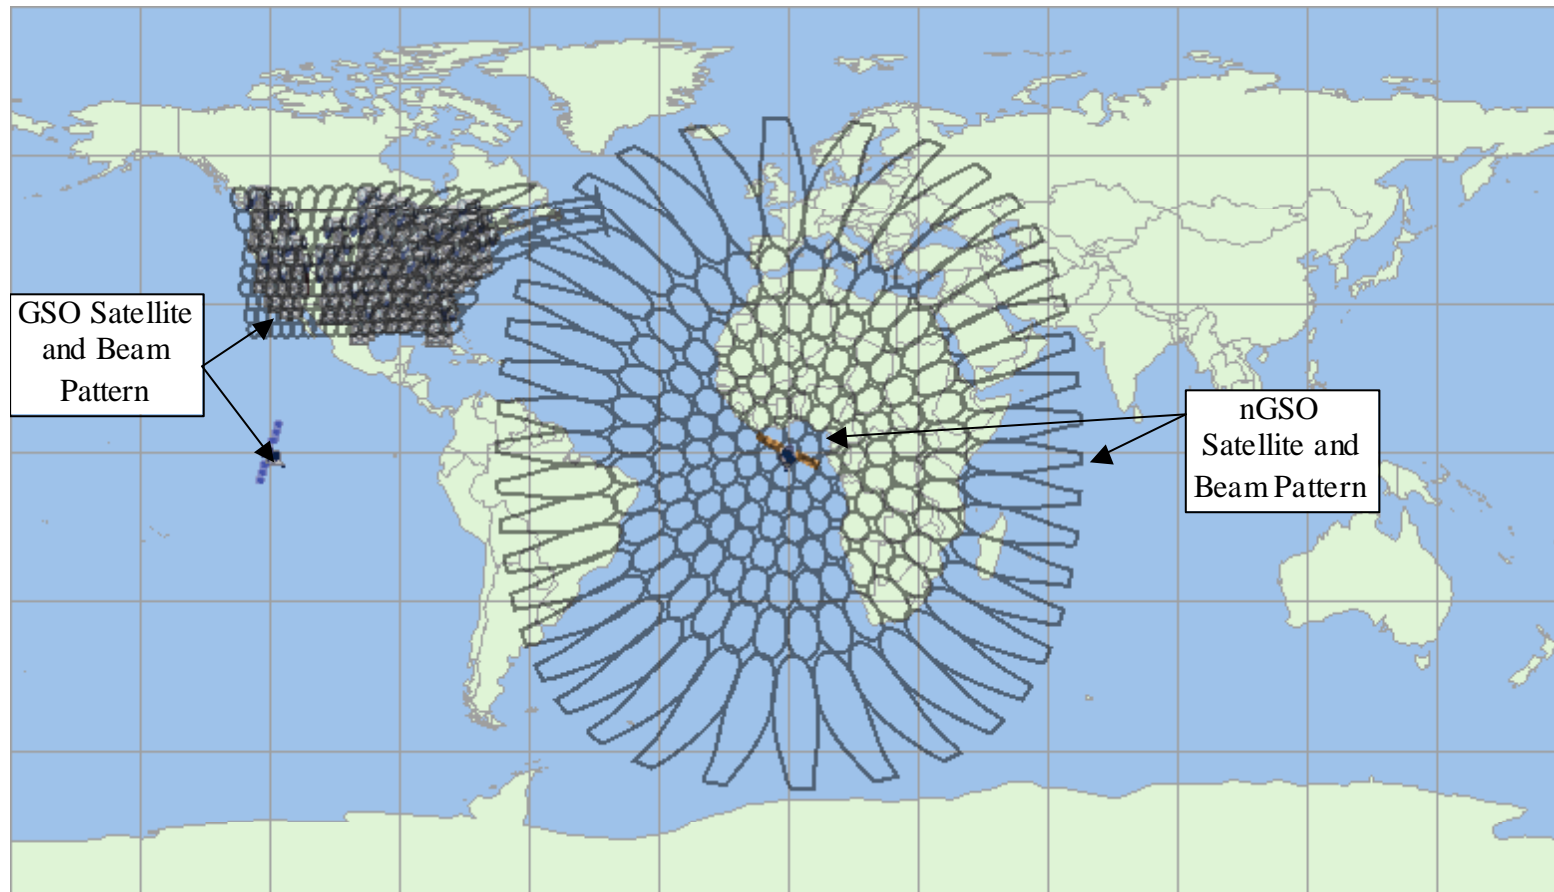 GSO Satellite
and Beam
Pattern
nGSO
Satellite and
Beam Pattern